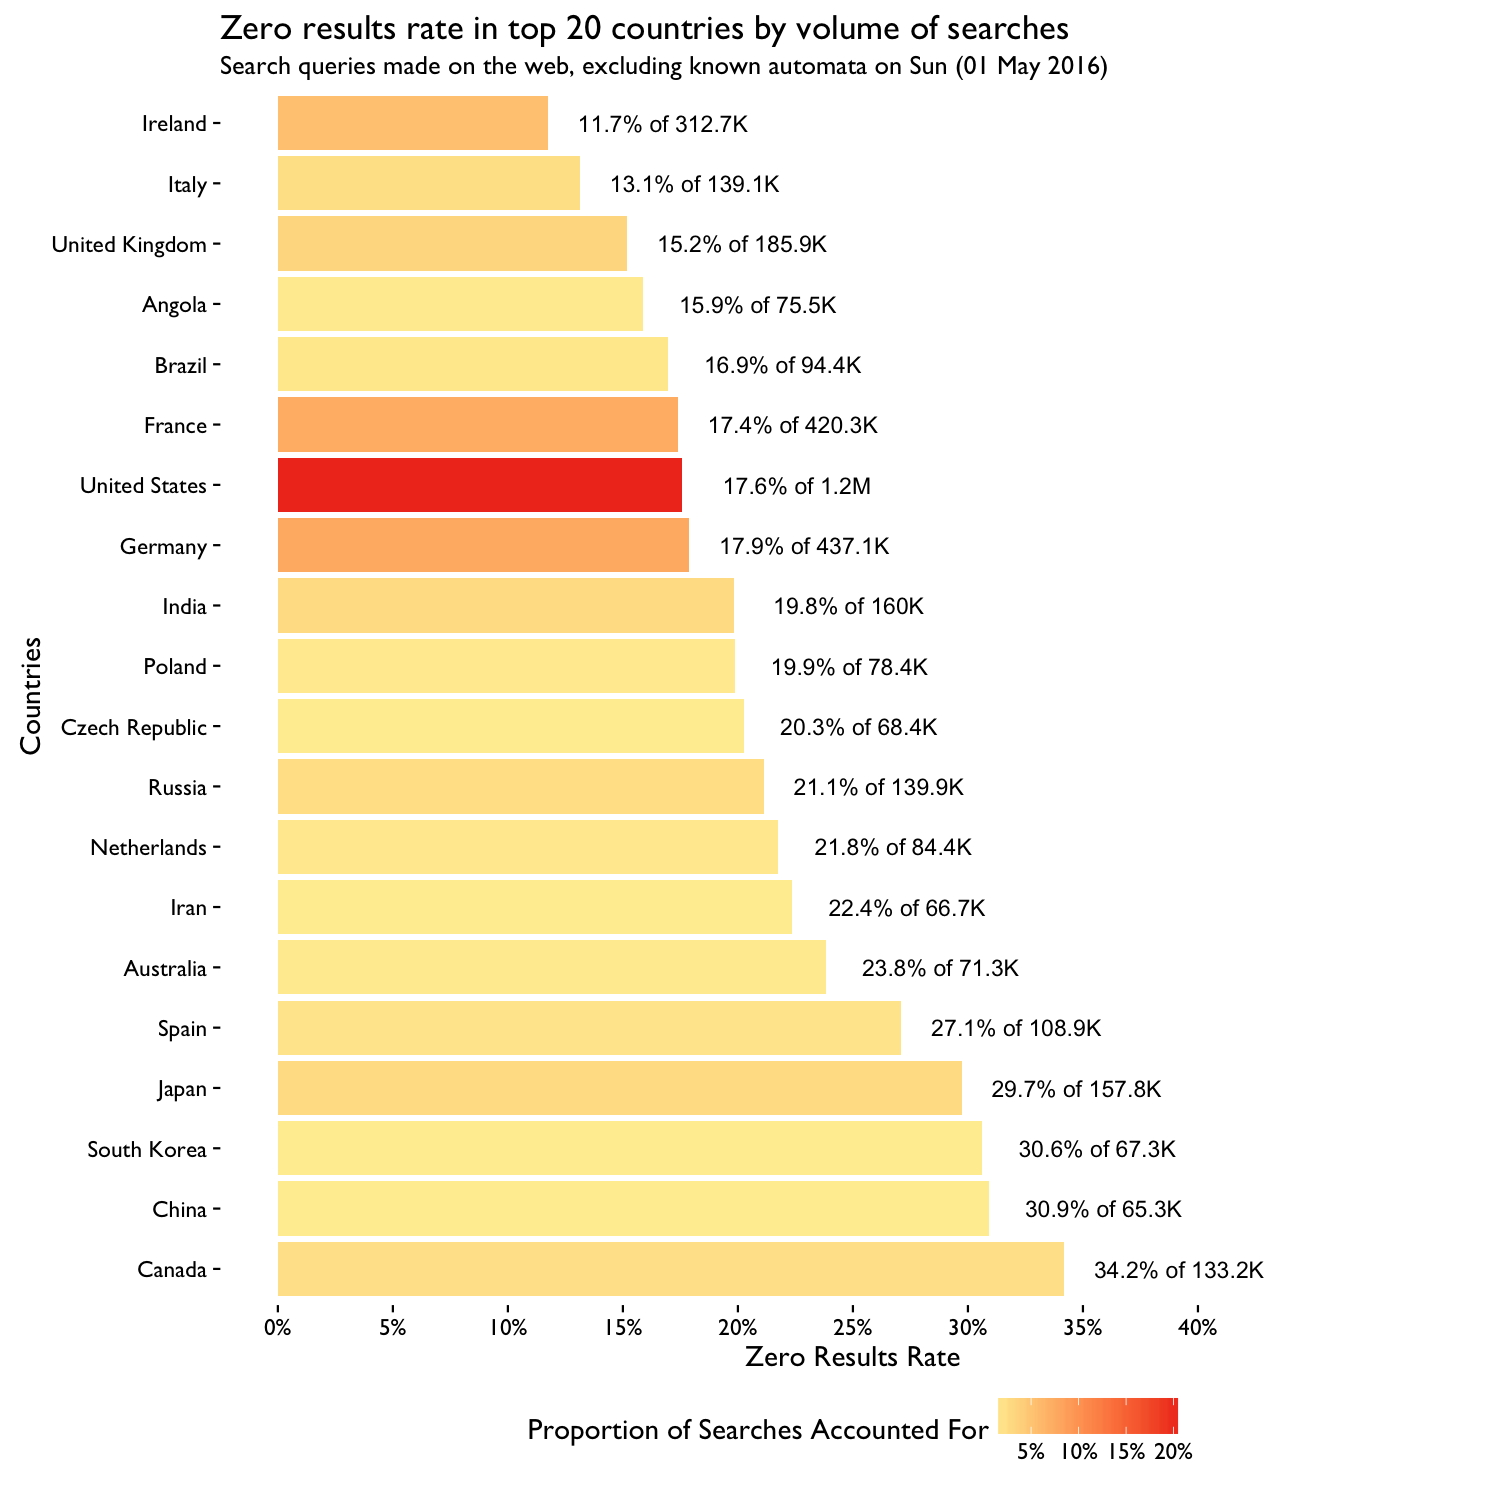 Zero results rate in top 20 countries by volume of searches
Search queries made on the web, excluding known automata on Sun (01 May 2016)
Ireland 11.7% of 312.7K
Italy 13.1% of 139.1K
United Kingdom 15.2% of 185.9K
Angola 15.9% of 75.5K
Brazil 16.9% of 94.4K
France 17.4% of 420.3K
United States 17.6% of 1.2M
Germany 17.9% of 437.1K
India 19.8% of 160K
Poland 19.9% of 78.4K
Czech Republic 20.3% of 68.4K
Russia 21.1% of 139.9K
Netherlands 21.8% of 84.4K
Iran 22.4% of 66.7K
Australia 23.8% of 71.3K
Spain 27.1% of 108.9K
Japan 29.7% of 157.8K
South Korea 30.6% of 67.3K
China 30.9% of 65.3K
Canada 34.2% of 133.2K
Countries
0% 5% 10% 15% 20% 25% 30% 35% 40%
Zero Results Rate
Proportion of Searches Accounted For
5% 10% 15% 20%